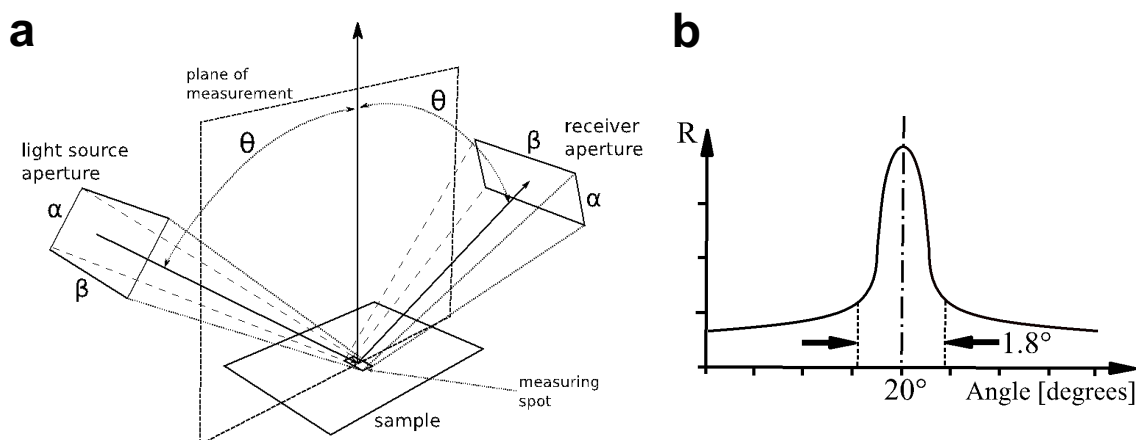 a
plane of
measurement
θ
θ
light source
aperture
α
β
β
receiver
aperture
α
measuring
spot
sample
b
R
1.8°
20°
Angle [degrees]